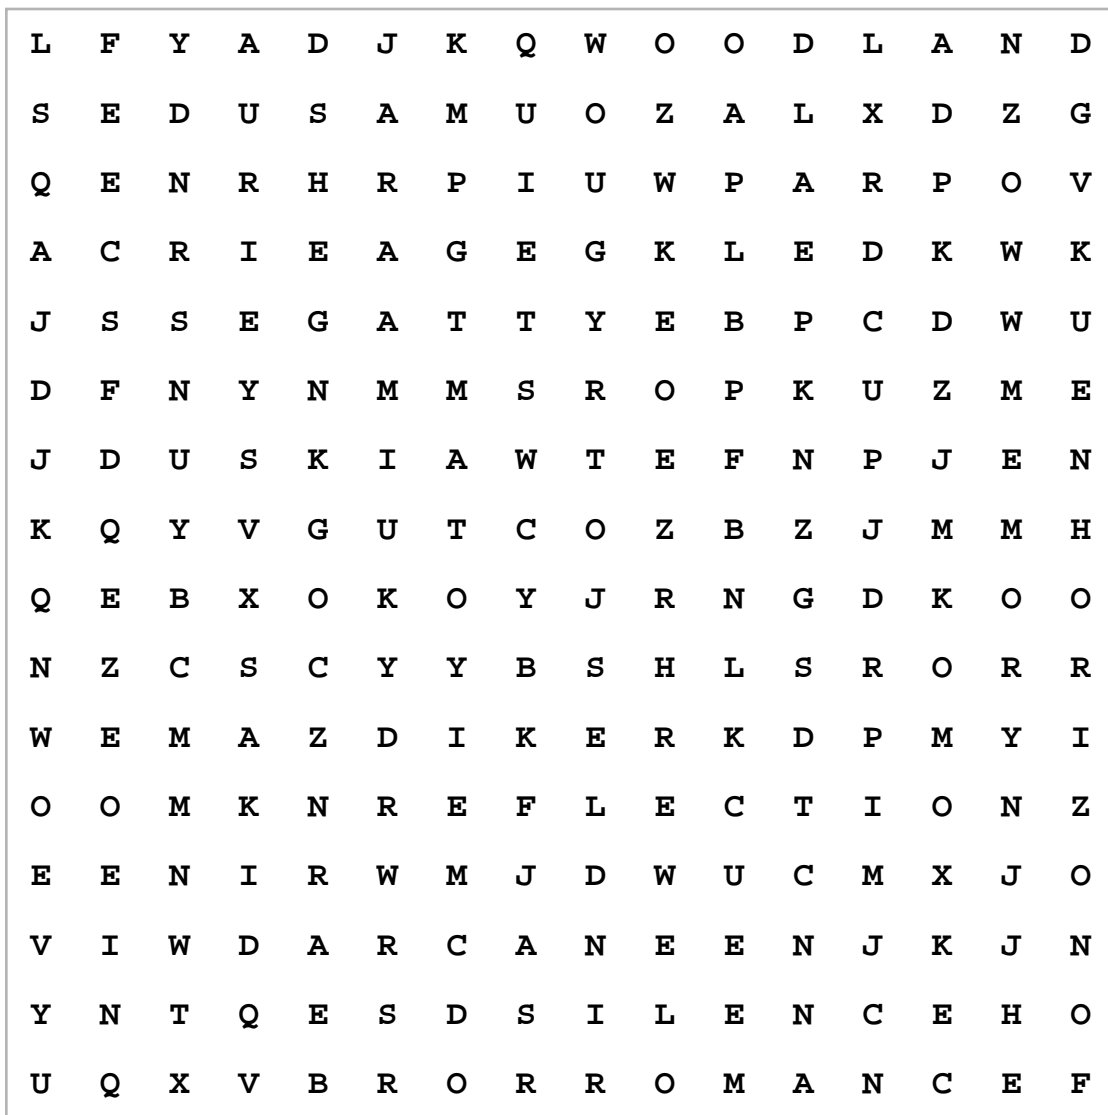 L F Y A D J K Q W O O D L A N D
S E D U S A M U O Z A L X D Z G
Q E N R H R P I U W P A R P O V
A C R I E A G E G K L E D K W K
J S S E G A T T Y E B P C D W U
D F N Y N M M S R O P K U Z M E
J D U S K I A W T E F N P J E N
K Q Y V G U T C O Z B Z J M M H
Q E B X O K O Y J R N G D K O O
N Z C S C Y Y B S H L S R O R R
W E M A Z D I K E R K D P M Y I
O O M K N R E F L E C T I O N Z
E E N I R W M J D W U C M X J O
V I W D A R C A N E E N J K J N
Y N T Q E S D S I L E N C E H O
U Q X V B R O R R O M A N C E F